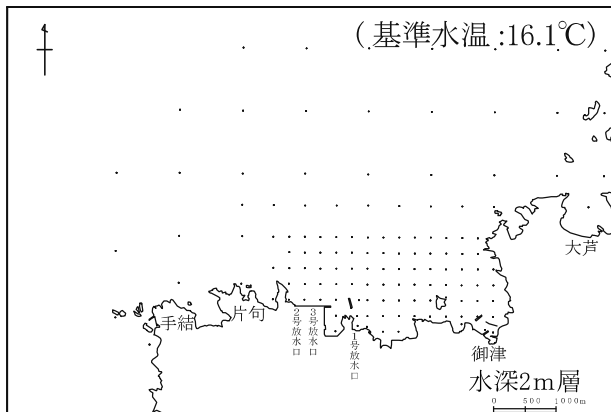 (基準水温:16.1℃)
大芦
手結
片句
2号放水口
3号放水口
1号放水口
御津
水深2m層
0 500 1000m